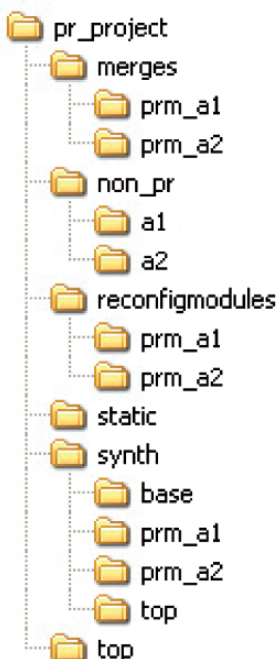 pr_project
merges
prm_a1
prm_a2
non_pr
a1
a2
reconfigmodules
prm_a1
prm_a2
static
synth
base
prm_a1
prm_a2
top
top